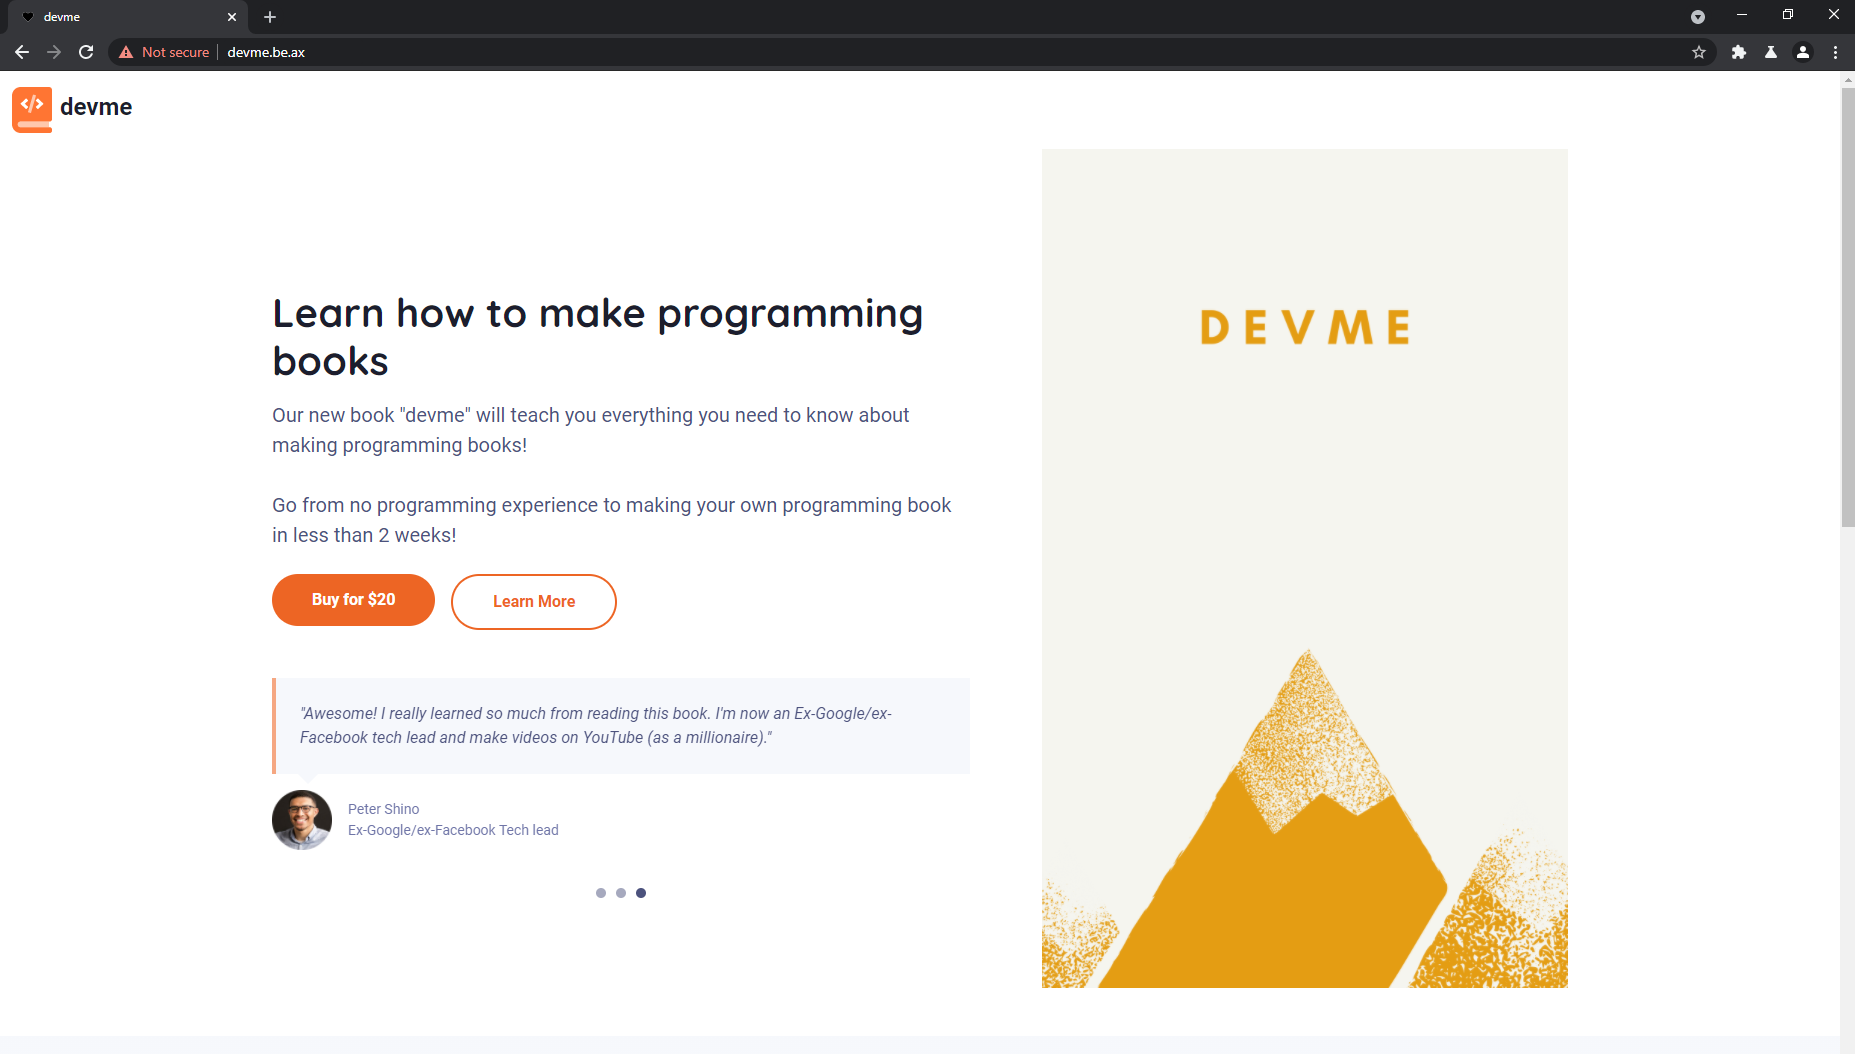 devme
Not secure
devme.be.ax
devme
Learn how to make programming
books
Our new book "devme" will teach you everything you need to know about
making programming books!
Go from no programming experience to making your own programming book
in less than 2 weeks!
Buy for $20
Learn More
"Awesome! I really learned so much from reading this book. I'm now an Ex-Google/ex-
Facebook tech lead and make videos on YouTube (as a millionaire)."
Peter Shino
Ex-Google/ex-Facebook Tech lead
DEVME